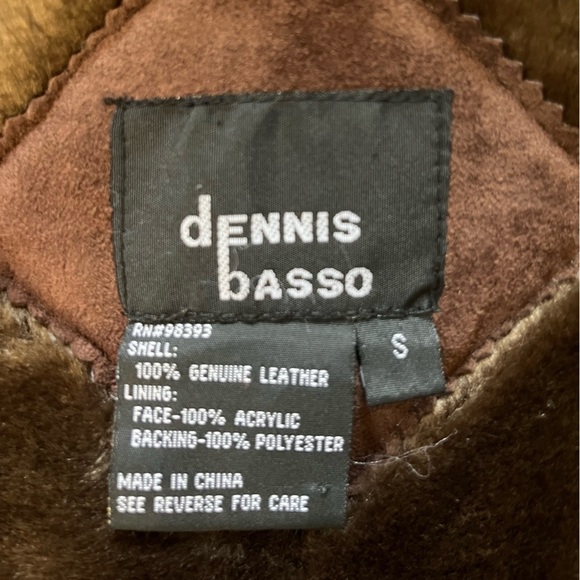 dENNIS
bASSO
S
RN#98393
SHELL:
100% GENUINE LEATHER
LINING:
FACE-100% ACRYLIC
BACKING-100% POLYESTER
MADE IN CHINA
SEE REVERSE FOR CARE